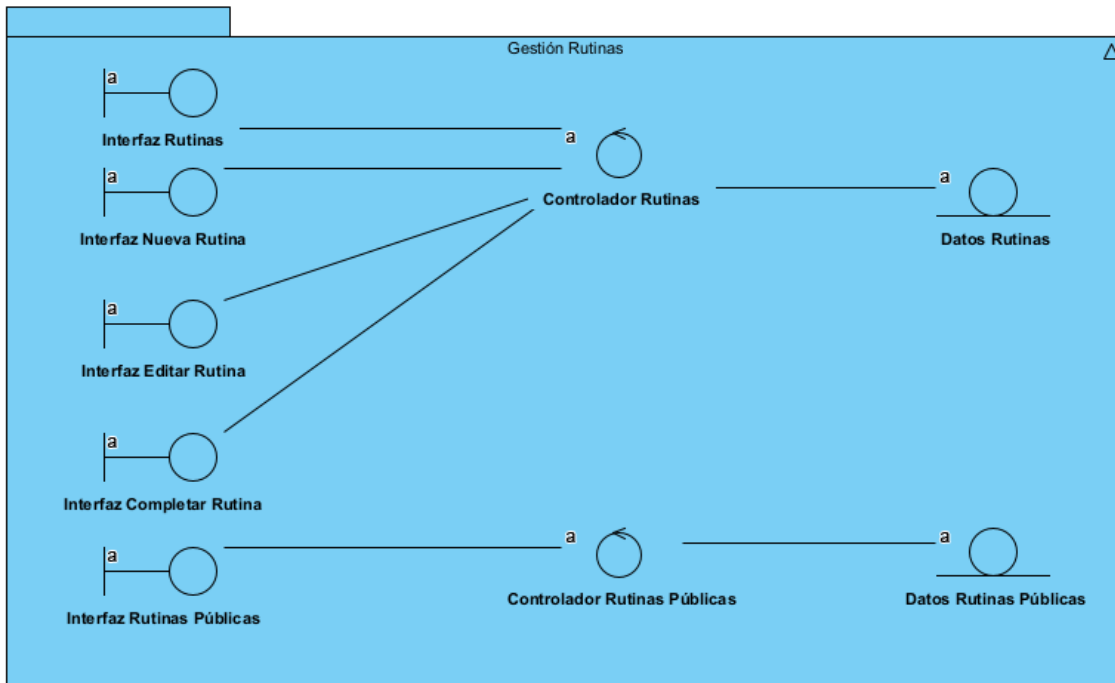 Gestión Rutinas
a
Interfaz Rutinas
a
Controlador Rutinas
a
Interfaz Nueva Rutina
a
Datos Rutinas
a
Interfaz Editar Rutina
a
Interfaz Completar Rutina
a
Interfaz Rutinas Públicas
a
Controlador Rutinas Públicas
a
Datos Rutinas Públicas